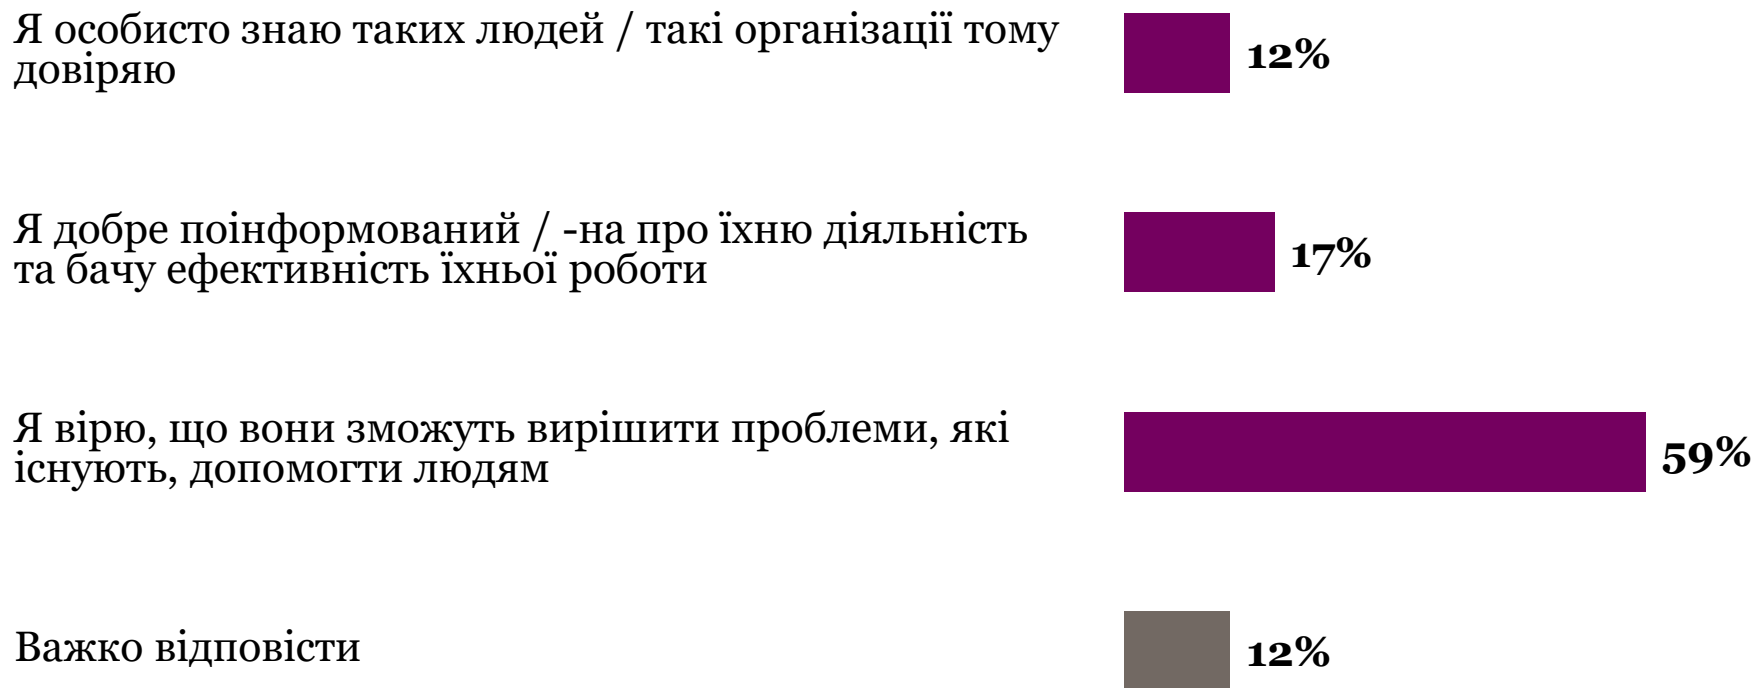 Я особисто знаю таких людей / такі організації тому
довіряю
12%
Я добре поінформований / -на про їхню діяльність
та бачу ефективність їхньої роботи
17%
Я вірю, що вони зможуть вирішити проблеми, які
існують, допомогти людям
59%
Важко відповісти
12%